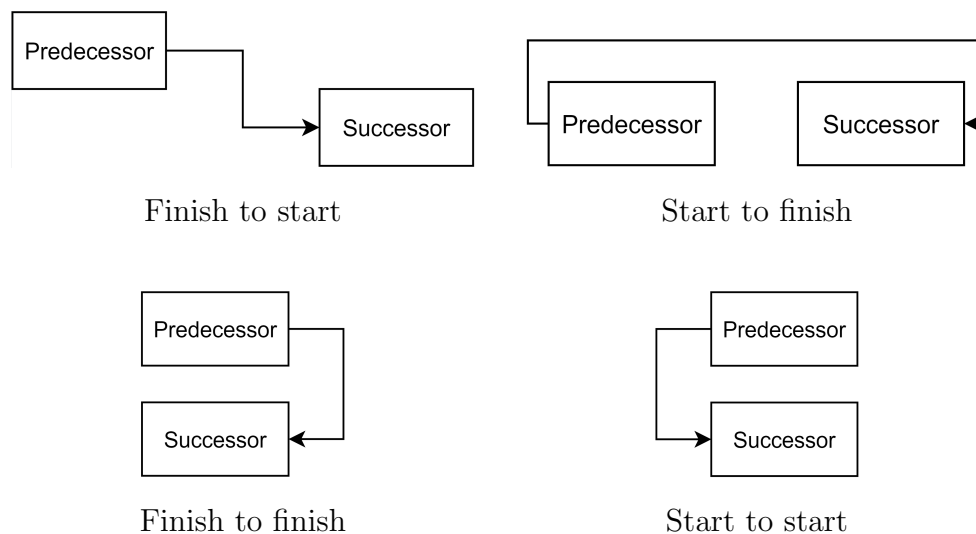 Predecessor
Successor
Finish to start
Predecessor
Successor
Start to finish
Predecessor
Successor
Finish to finish
Predecessor
Successor
Start to start